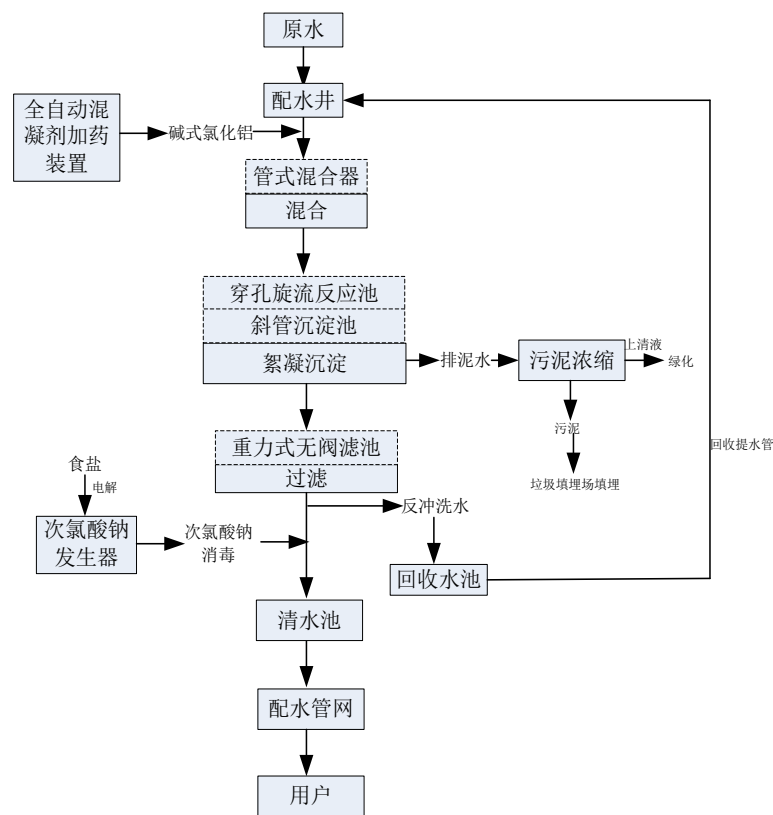 原水
配水井
全自动混
凝剂加药
装置
碱式氯化铝
管式混合器
混合
穿孔旋流反应池
斜管沉淀池
絮凝沉淀
排泥水
污泥浓缩
上清液
绿化
污泥
垃圾填埋场填埋
回收提水管
重力式无阀滤池
过滤
食盐
电解
次氯酸钠
发生器
次氯酸钠
消毒
反冲洗水
回收水池
清水池
配水管网
用户